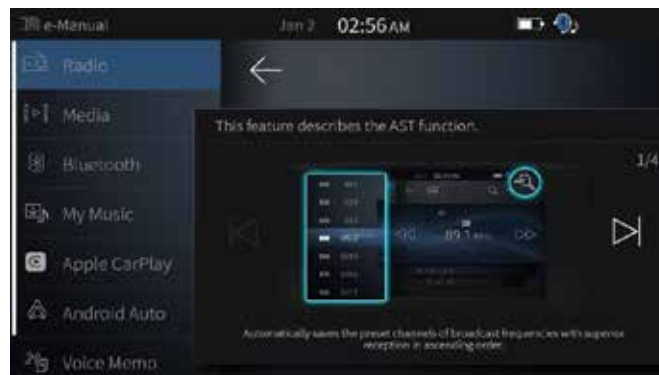 e-Manual
Jan 2 02:56 AM
Radio
Media
Bluetooth
My Music
Apple CarPlay
Android Auto
Voice Memo
This feature describes the AST function.
1/4
89.1
Automatically saves the preset channels of broadcast frequencies with superior
reception in ascending order.